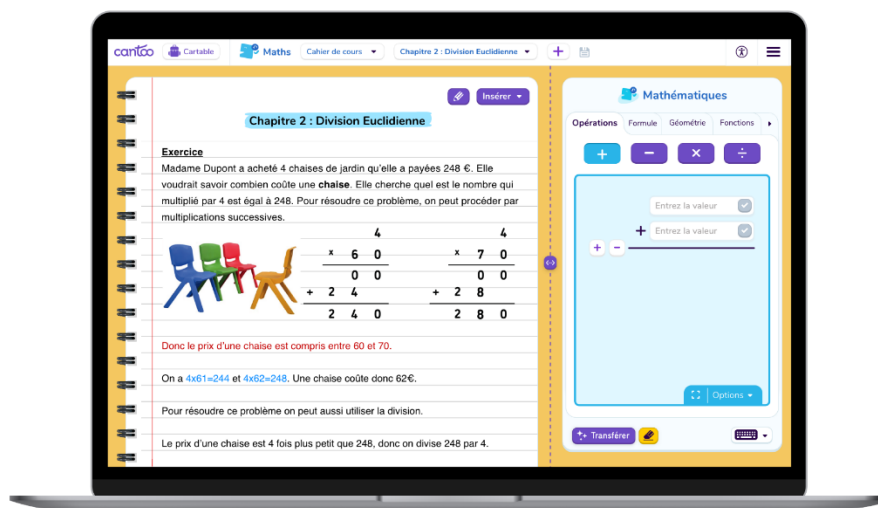 cantoo
Cartable
Maths
Cahier de cours
Chapitre 2 : Division Euclidienne
Insérer
Chapitre 2 : Division Euclidienne
Exercice
Madame Dupont a acheté 4 chaises de jardin qu'elle a payées 248 €. Elle
voudrait savoir combien coûte une chaise. Elle cherche quel est le nombre qui
multiplié par 4 est égal à 248. Pour résoudre ce problème, on peut procéder par
multiplications successives.
4
x 6 0
0 0
+ 2 4
2 4 0
4
x 7 0
0 0
+ 2 8
2 8 0
Donc le prix d'une chaise est compris entre 60 et 70.
On a 4x61=244 et 4x62=248. Une chaise coûte donc 62€.
Pour résoudre ce problème on peut aussi utiliser la division.
Le prix d'une chaise est 4 fois plus petit que 248, donc on divise 248 par 4.
Mathématiques
Opérations Formule Géométrie Fonctions
+ − × ÷
Entrez la valeur
+ Entrez la valeur
+ −
Options
Transférer